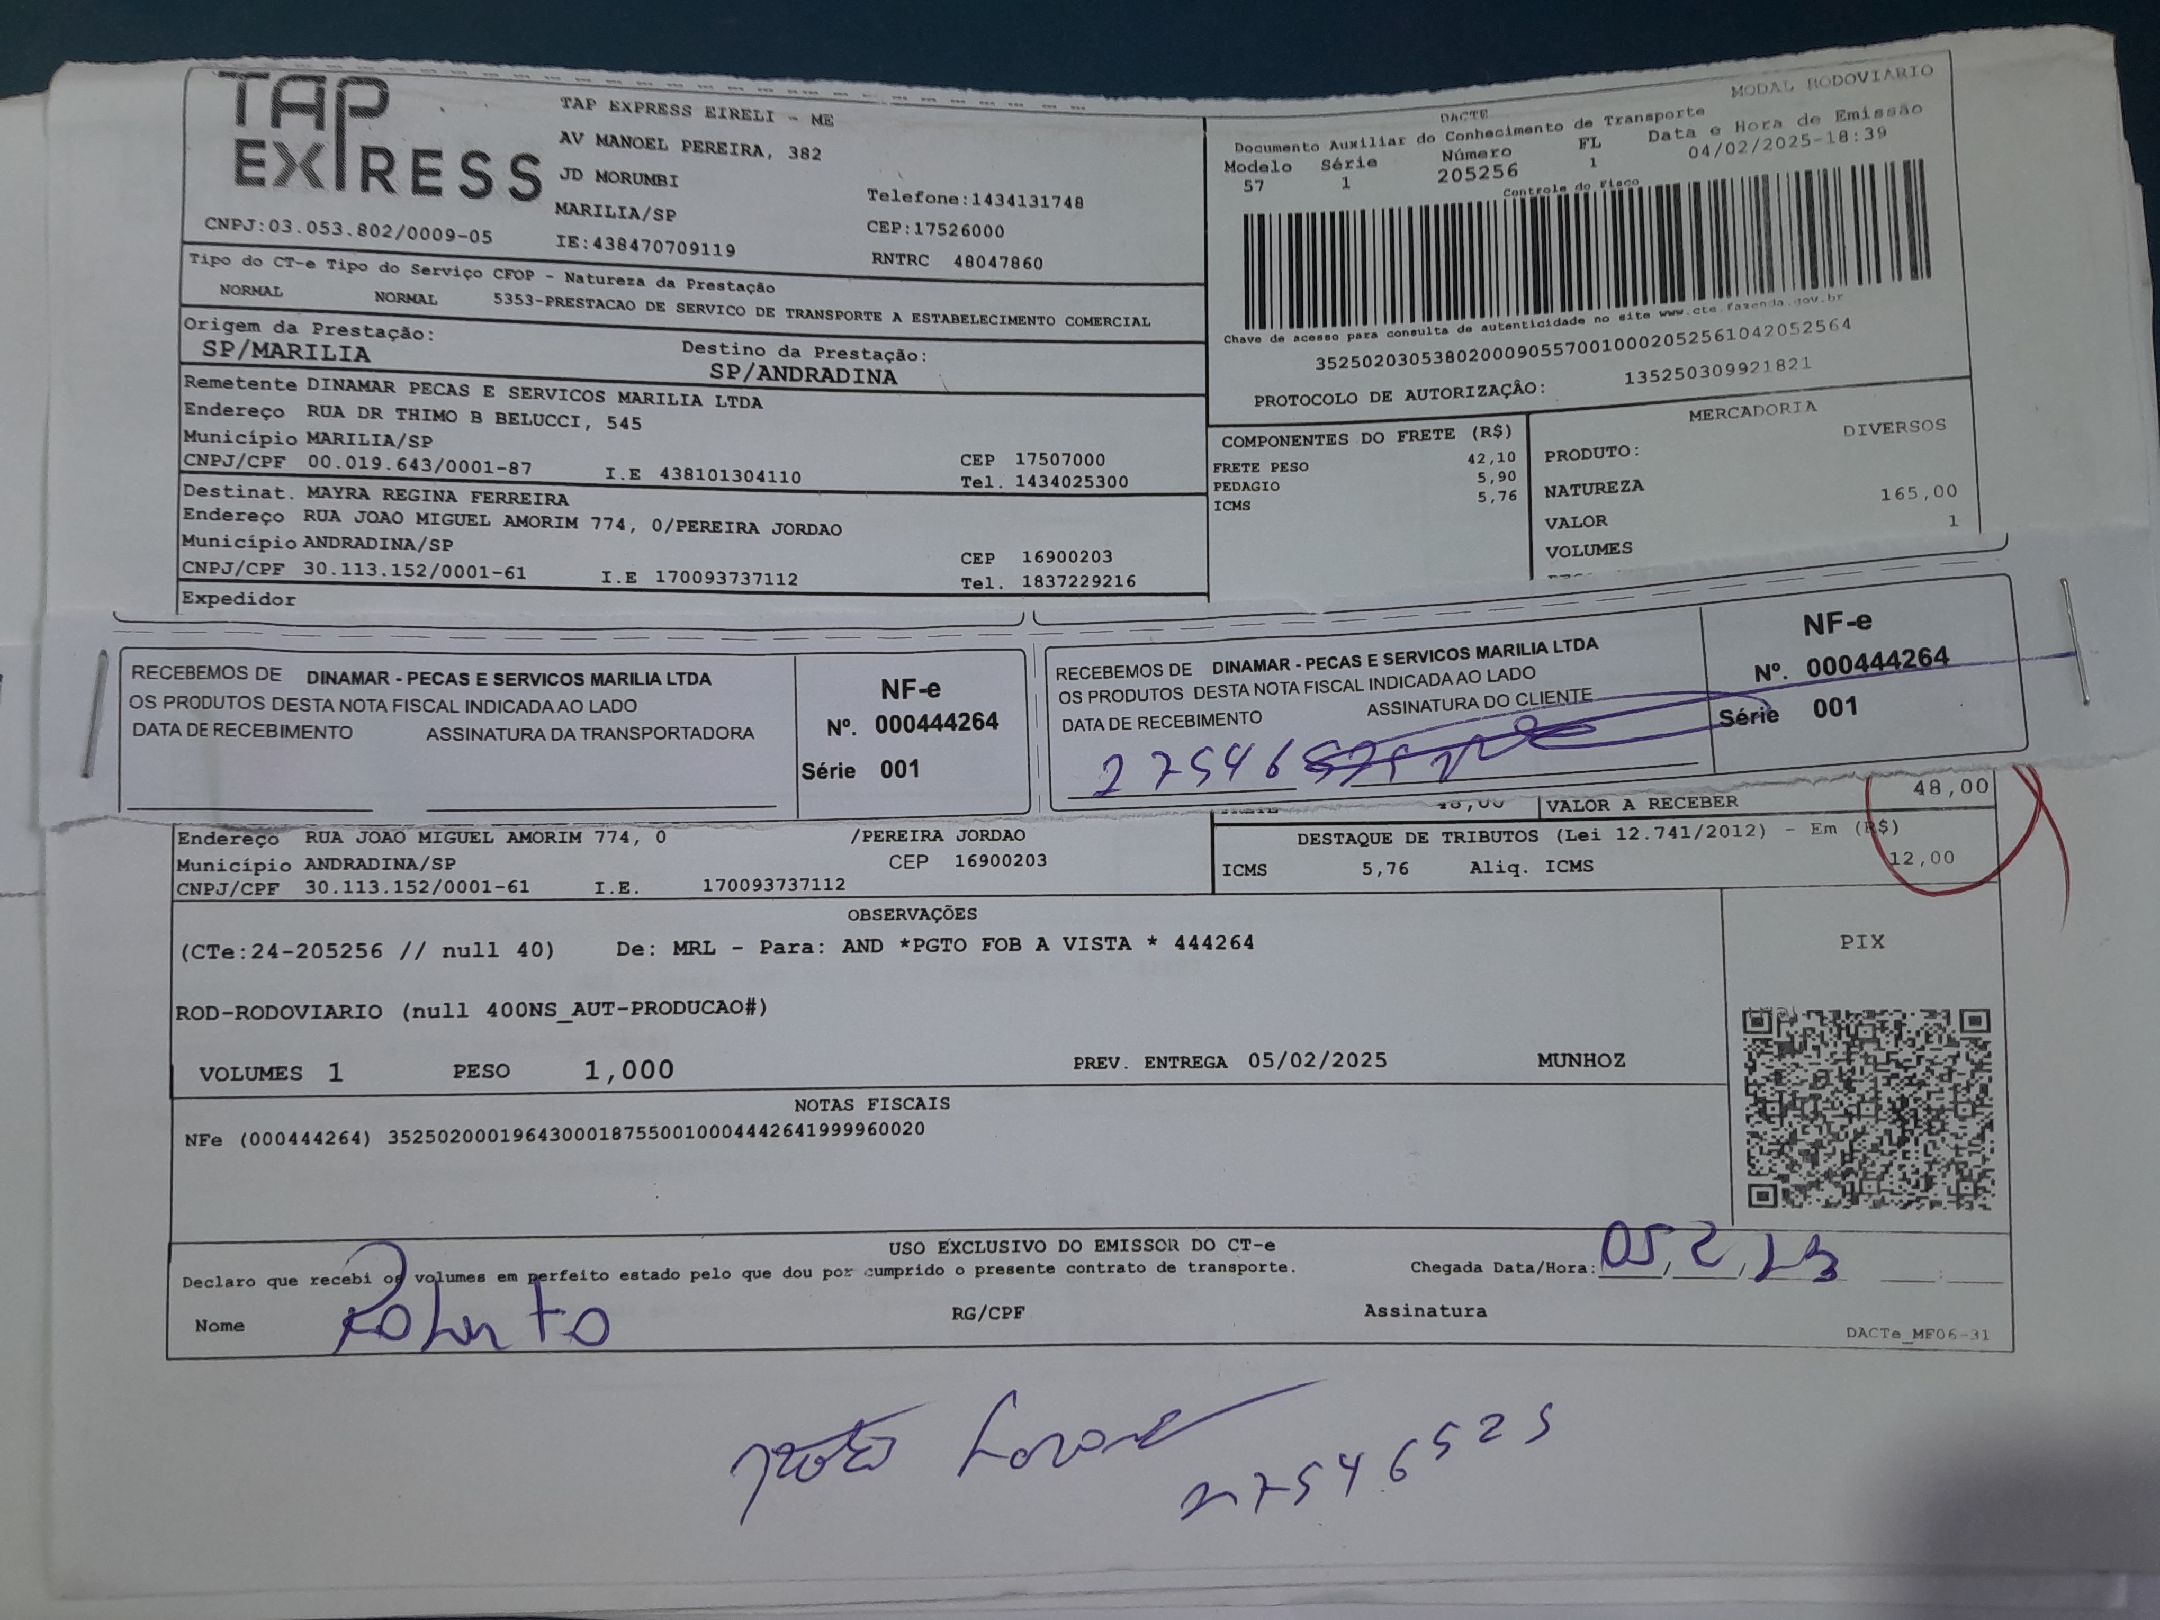 TAP
EXPRESS
CNPJ:03.053.802/0009-05
TAP EXPRESS EIRELI - ME
AV MANOEL PEREIRA, 382
JD MORUMBI
MARILIA/SP
IE:438470709119
Telefone:1434131748
CEP:17526000
RNTRC 48047860
MODAL RODOVIARIO
DACTE
Documento Auxiliar do Conhecimento de Transporte
Modelo Série Número FL Data e Hora de Emissão
57 1 205256 1 04/02/2025-18:39
Controle do Fisco
Chave de acesso para consulta de autenticidade no site www.cte.fazenda.gov.br
35250203053802000905570010002052561042052564
PROTOCOLO DE AUTORIZAÇÃO: 135250309921821
Tipo do CT-e Tipo do Serviço CFOP - Natureza da Prestação
NORMAL NORMAL 5353-PRESTACAO DE SERVICO DE TRANSPORTE A ESTABELECIMENTO COMERCIAL
Origem da Prestação: Destino da Prestação:
SP/MARILIA SP/ANDRADINA
Remetente DINAMAR PECAS E SERVICOS MARILIA LTDA
Endereço RUA DR THIMO B BELUCCI, 545
Município MARILIA/SP CEP 17507000
CNPJ/CPF 00.019.643/0001-87 I.E 438101304110 Tel. 1434025300
Destinat. MAYRA REGINA FERREIRA
Endereço RUA JOAO MIGUEL AMORIM 774, 0/PEREIRA JORDAO
Município ANDRADINA/SP CEP 16900203
CNPJ/CPF 30.113.152/0001-61 I.E 170093737112 Tel. 1837229216
Expedidor
COMPONENTES DO FRETE (R$)
FRETE PESO 42,10
PEDAGIO 5,90
ICMS 5,76
MERCADORIA
PRODUTO: DIVERSOS
NATUREZA
VALOR 165,00
VOLUMES 1
RECEBEMOS DE DINAMAR - PECAS E SERVICOS MARILIA LTDA
OS PRODUTOS DESTA NOTA FISCAL INDICADA AO LADO
DATA DE RECEBIMENTO ASSINATURA DA TRANSPORTADORA
NF-e
Nº. 000444264
Série 001
RECEBEMOS DE DINAMAR - PECAS E SERVICOS MARILIA LTDA
OS PRODUTOS DESTA NOTA FISCAL INDICADA AO LADO
DATA DE RECEBIMENTO ASSINATURA DO CLIENTE
27546
NF-e
Nº. 000444264
Série 001
48,00 VALOR A RECEBER 48,00
Endereço RUA JOAO MIGUEL AMORIM 774, 0 /PEREIRA JORDAO
Município ANDRADINA/SP CEP 16900203
CNPJ/CPF 30.113.152/0001-61 I.E. 170093737112
DESTAQUE DE TRIBUTOS (Lei 12.741/2012) - Em (R$)
ICMS 5,76 Aliq. ICMS 12,00
OBSERVAÇÕES
(CTe:24-205256 // null 40) De: MRL - Para: AND *PGTO FOB A VISTA * 444264
ROD-RODOVIARIO (null 400NS_AUT-PRODUCAO#)
VOLUMES 1 PESO 1,000 PREV. ENTREGA 05/02/2025 MUNHOZ
PIX
NOTAS FISCAIS
NFe (000444264) 35250200019643000187550010004442641999960020
USO EXCLUSIVO DO EMISSOR DO CT-e
Declaro que recebi os volumes em perfeito estado pelo que dou por cumprido o presente contrato de transporte.
Chegada Data/Hora: 05/2/
Nome Roberto RG/CPF Assinatura
DACTe_MF06-31
27546525